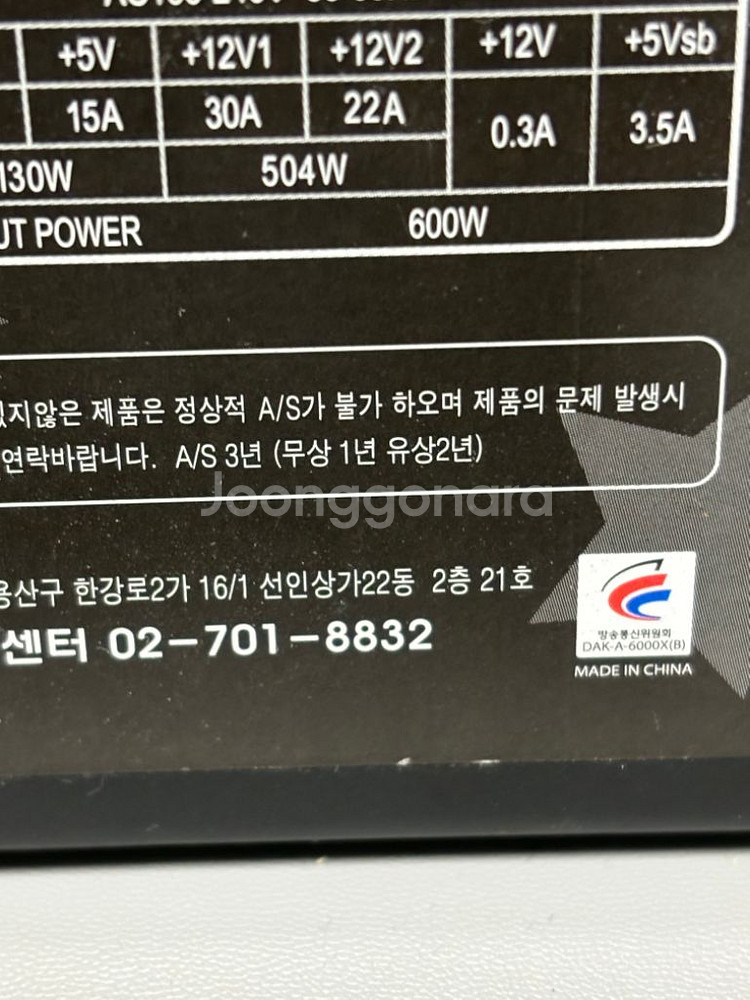 +5V +12V1 +12V2 +12V +5Vsb
15A 30A 22A 0.3A 3.5A
130W 504W
UT POWER 600W
있지않은 제품은 정상적 A/S가 불가 하오며 제품의 문제 발생시
연락바랍니다. A/S 3년 (무상 1년 유상2년)
Joonggonara
용산구 한강로2가 16/1 선인상가22동 2층 21호
센터 02-701-8832
방송통신위원회
DAK-A-6000X(B)
MADE IN CHINA